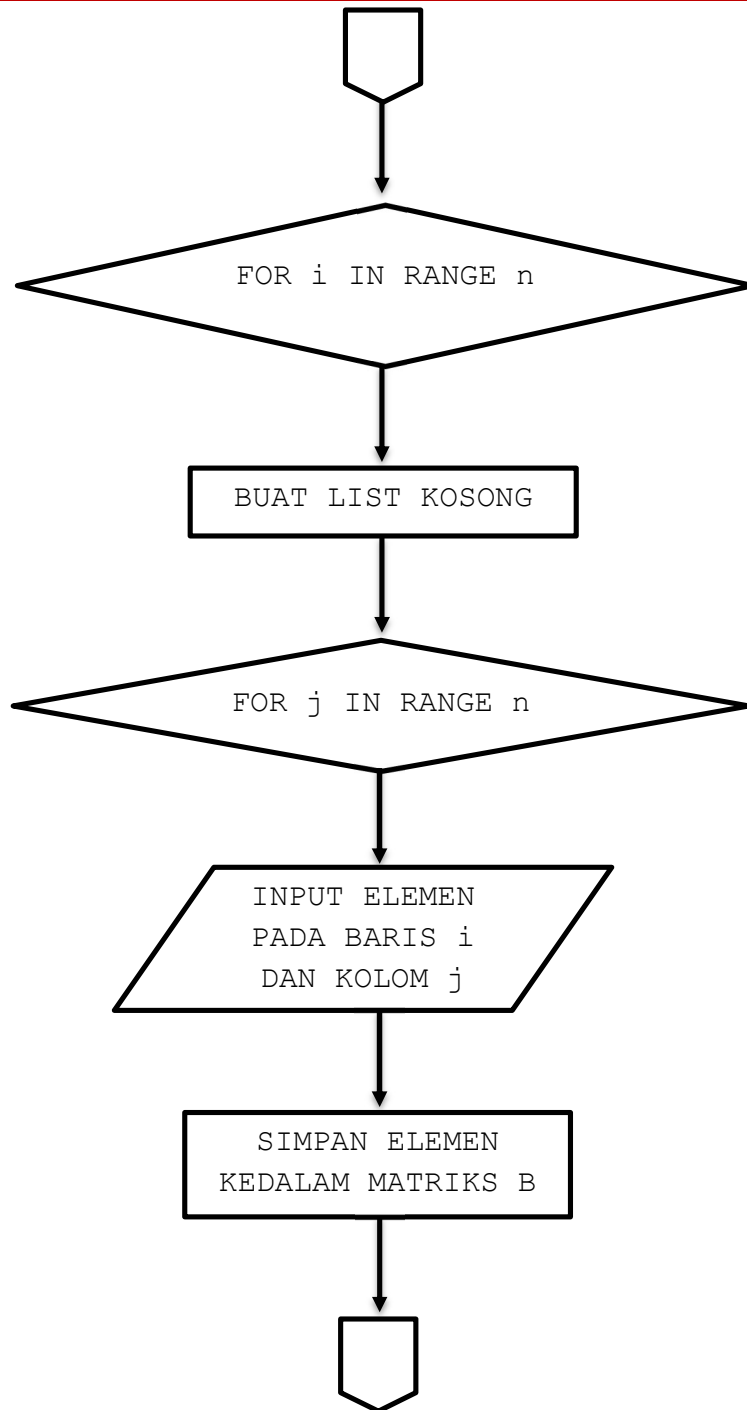 FOR i IN RANGE n
BUAT LIST KOSONG
FOR j IN RANGE n
INPUT ELEMEN
PADA BARIS i
DAN KOLOM j
SIMPAN ELEMEN
KEDALAM MATRIKS B